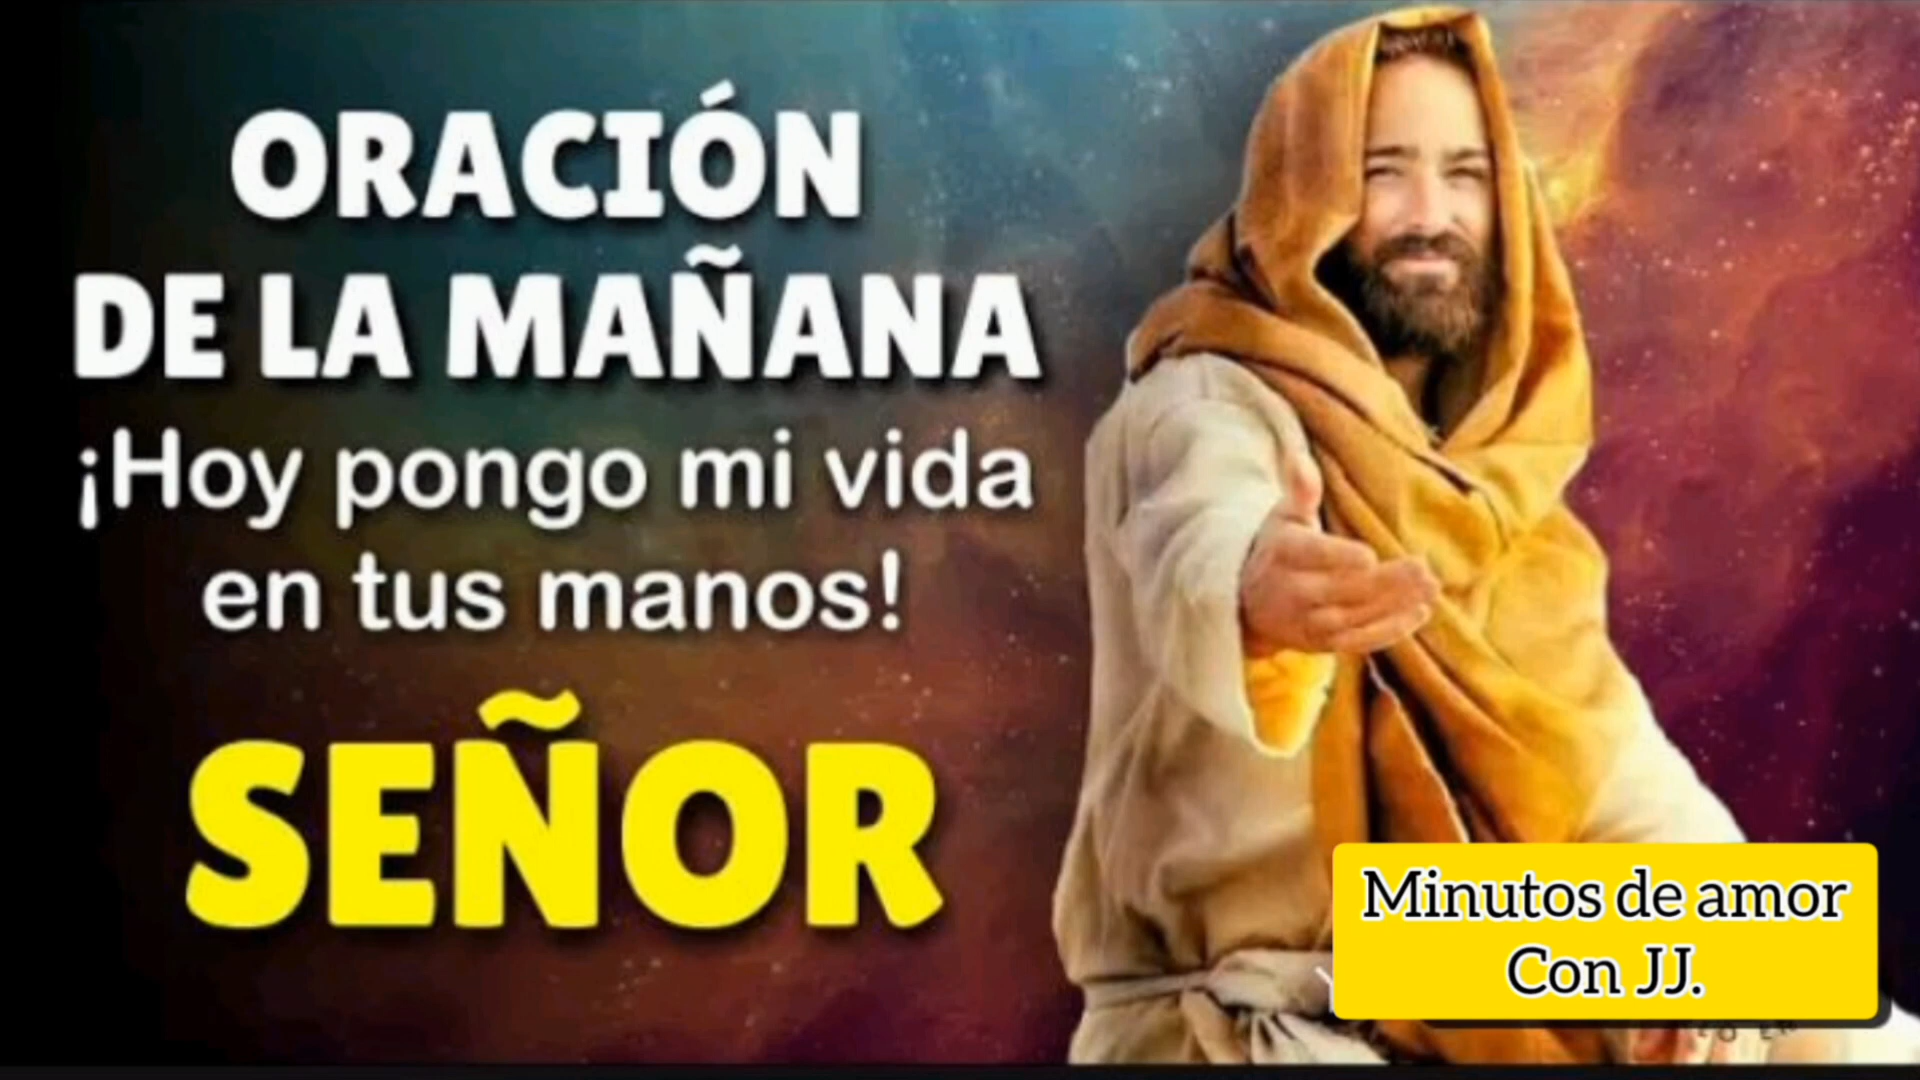 ORACIÓN
DE LA MAÑANA
¡Hoy pongo mi vida
en tus manos!
SEÑOR
Minutos de amor
Con JJ.